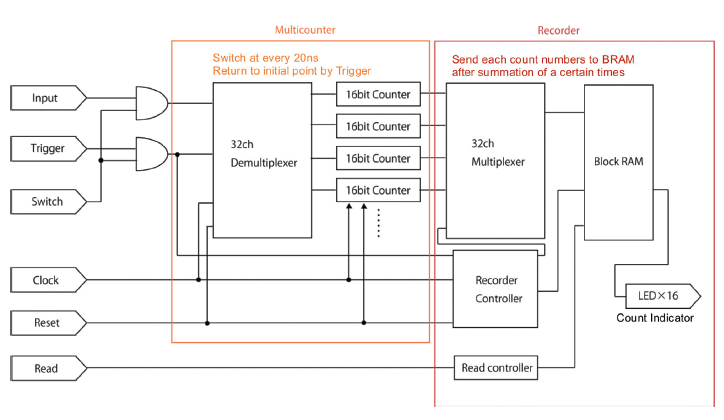 Multicounter
Recorder
Switch at every 20ns
Return to initial point by Trigger
Send each count numbers to BRAM
after summation of a certain times
Input
Trigger
Switch
Clock
Reset
Read
32ch
Demultiplexer
16bit Counter
16bit Counter
16bit Counter
16bit Counter
32ch
Multiplexer
Block RAM
Recorder
Controller
Read controller
LED×16
Count Indicator